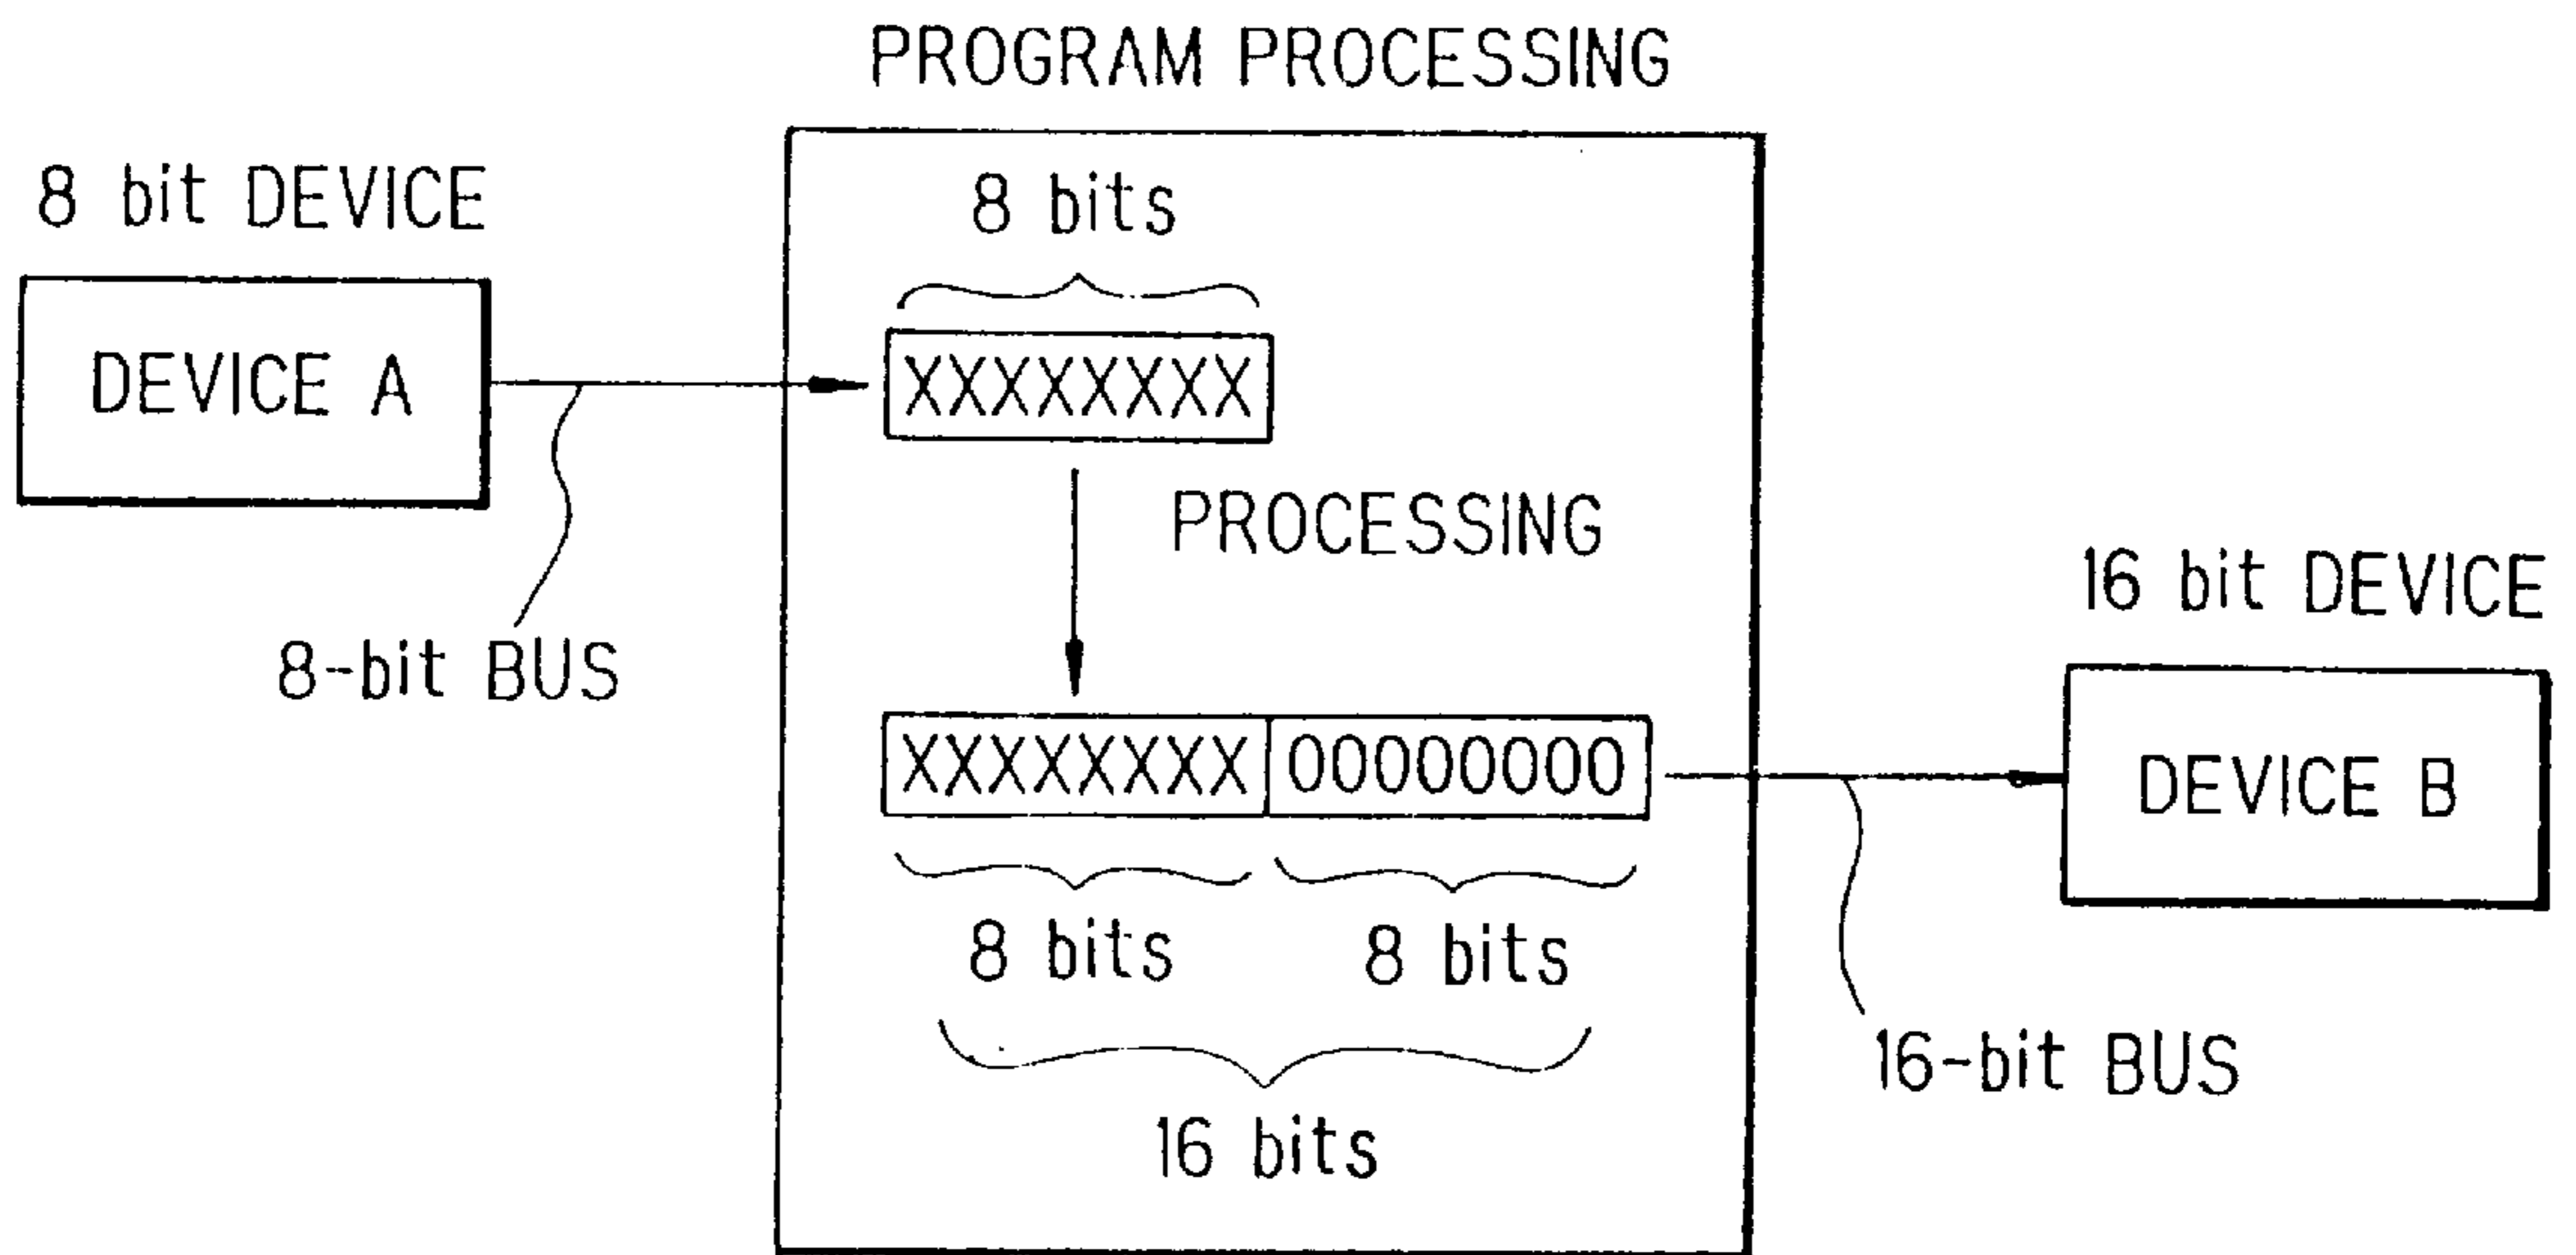 PROGRAM PROCESSING
8 bit DEVICE
8 bits
DEVICE A
XXXXXXXX
PROCESSING
8-bit BUS
16 bit DEVICE
XXXXXXXX 00000000
DEVICE B
8 bits 8 bits
16-bit BUS
16 bits